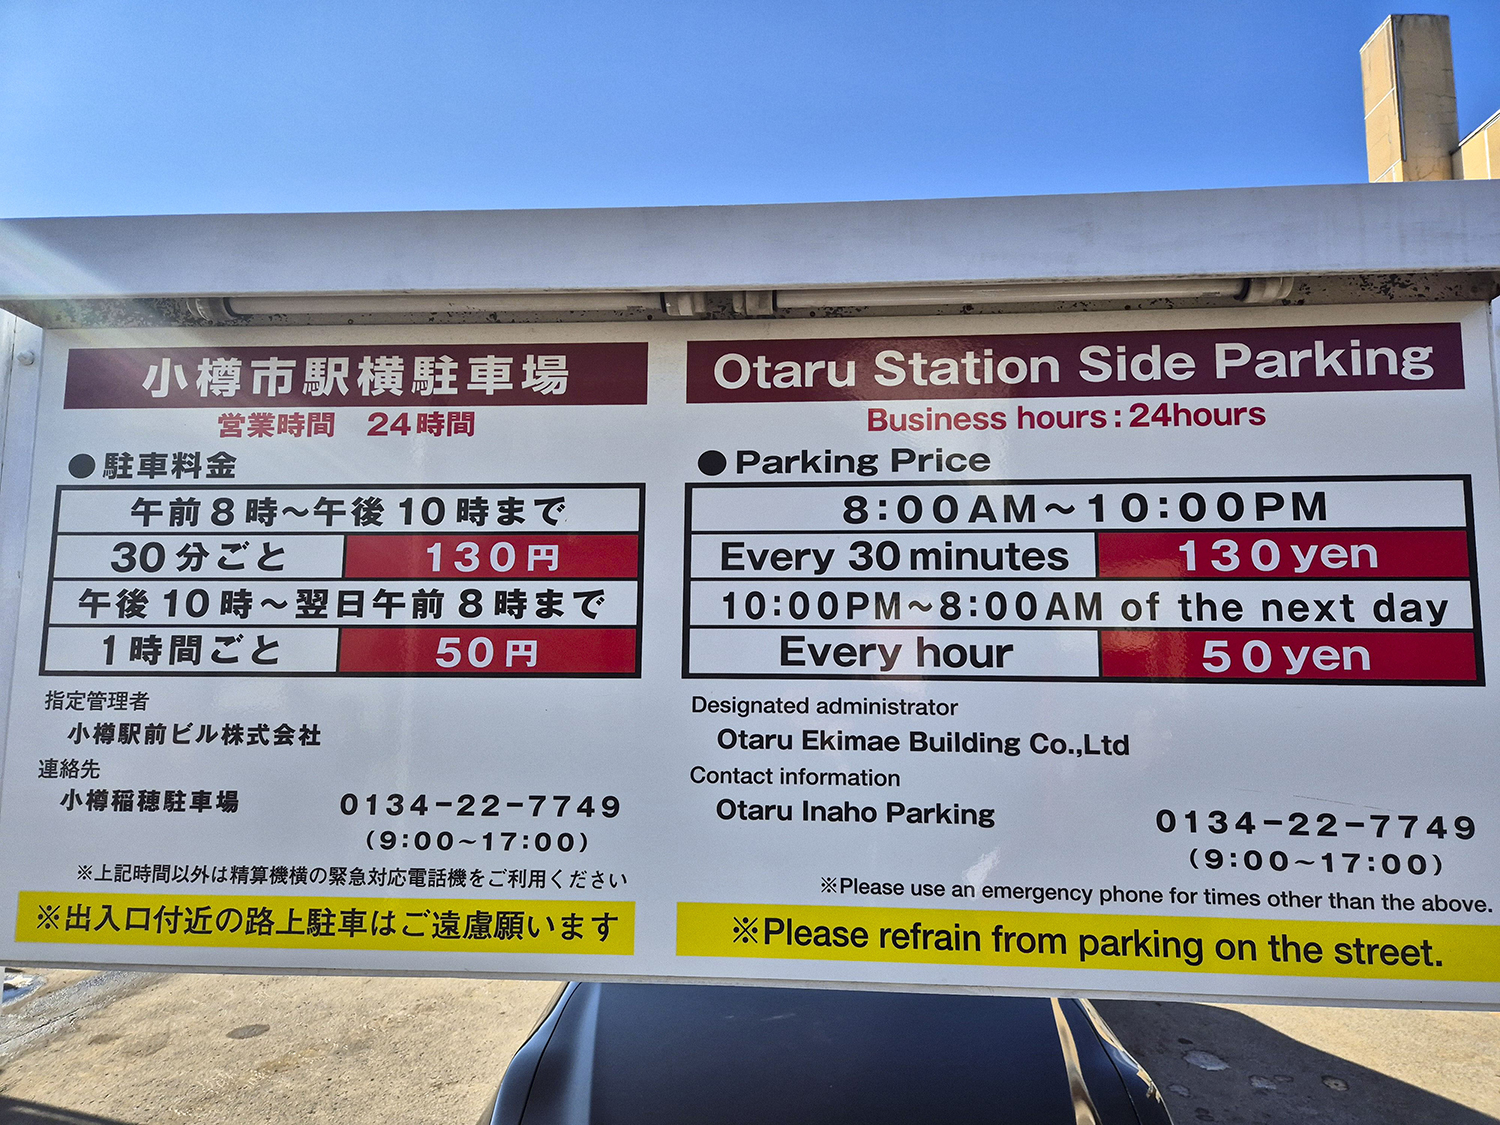 小樽市駅横駐車場
営業時間 24時間
●駐車料金
午前8時～午後10時まで
30分ごと 130円
午後10時～翌日午前8時まで
1時間ごと 50円
指定管理者
小樽駅前ビル株式会社
連絡先
小樽稲穂駐車場 0134-22-7749
(9:00~17:00)
※上記時間以外は精算機横の緊急対応電話機をご利用ください
※出入口付近の路上駐車はご遠慮願います
Otaru Station Side Parking
Business hours:24hours
●Parking Price
8:00AM~10:00PM
Every 30 minutes 130yen
10:00PM~8:00AM of the next day
Every hour 50yen
Designated administrator
Otaru Ekimae Building Co.,Ltd
Contact information
Otaru Inaho Parking 0134-22-7749
(9:00~17:00)
※Please use an emergency phone for times other than the above.
※Please refrain from parking on the street.